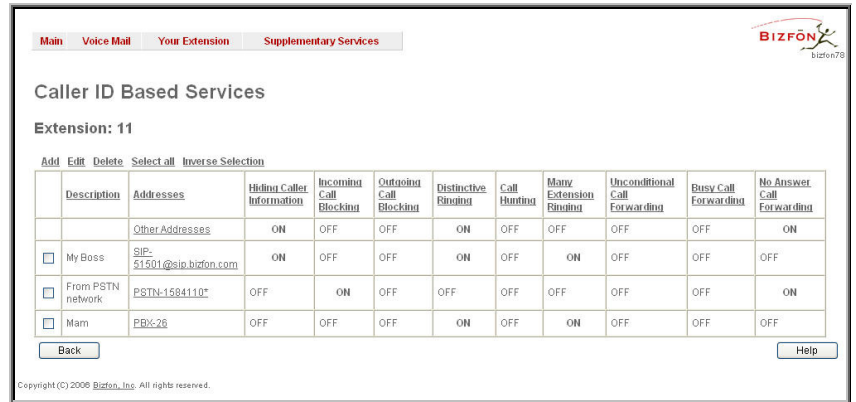 Main Voice Mail Your Extension Supplementary Services
BIZFŌN
bizfon78
Caller ID Based Services
Extension: 11
Add Edit Delete Select all Inverse Selection
Description Addresses Hiding Caller Information Incoming Call Blocking Outgoing Call Blocking Distinctive Ringing Call Hunting Many Extension Ringing Unconditional Call Forwarding Busy Call Forwarding No Answer Call Forwarding
Other Addresses ON OFF OFF ON OFF OFF OFF OFF ON
My Boss SIP-51501@sip.bizfon.com ON OFF OFF ON OFF ON OFF OFF OFF
From PSTN network PSTN-1584110* OFF ON OFF OFF OFF OFF OFF OFF ON
Mam PBX-26 OFF OFF OFF ON OFF ON OFF OFF OFF
Back Help
Copyright (C) 2006 Bizfon, Inc. All rights reserved.